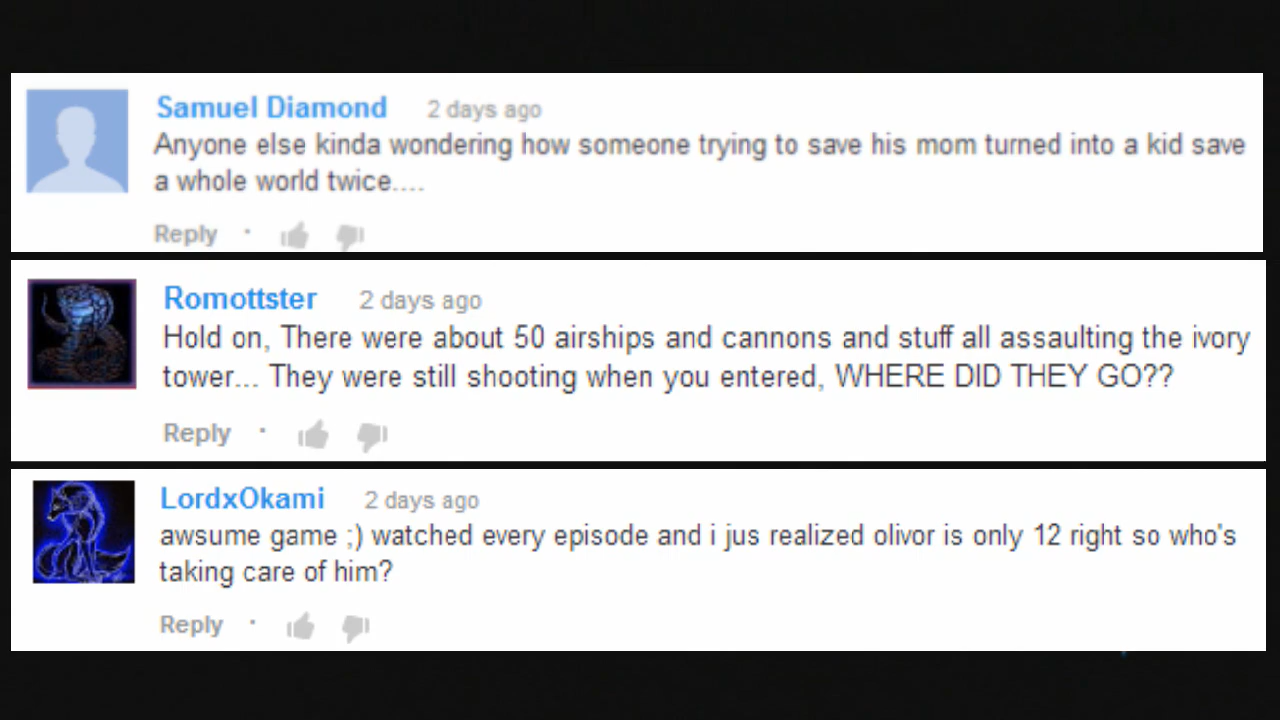 Samuel Diamond 2 days ago
Anyone else kinda wondering how someone trying to save his mom turned into a kid save
a whole world twice....
Reply ·
Romottster 2 days ago
Hold on, There were about 50 airships and cannons and stuff all assaulting the ivory
tower... They were still shooting when you entered, WHERE DID THEY GO??
Reply ·
LordxOkami 2 days ago
awsume game ;) watched every episode and i jus realized olivor is only 12 right so who's
taking care of him?
Reply ·